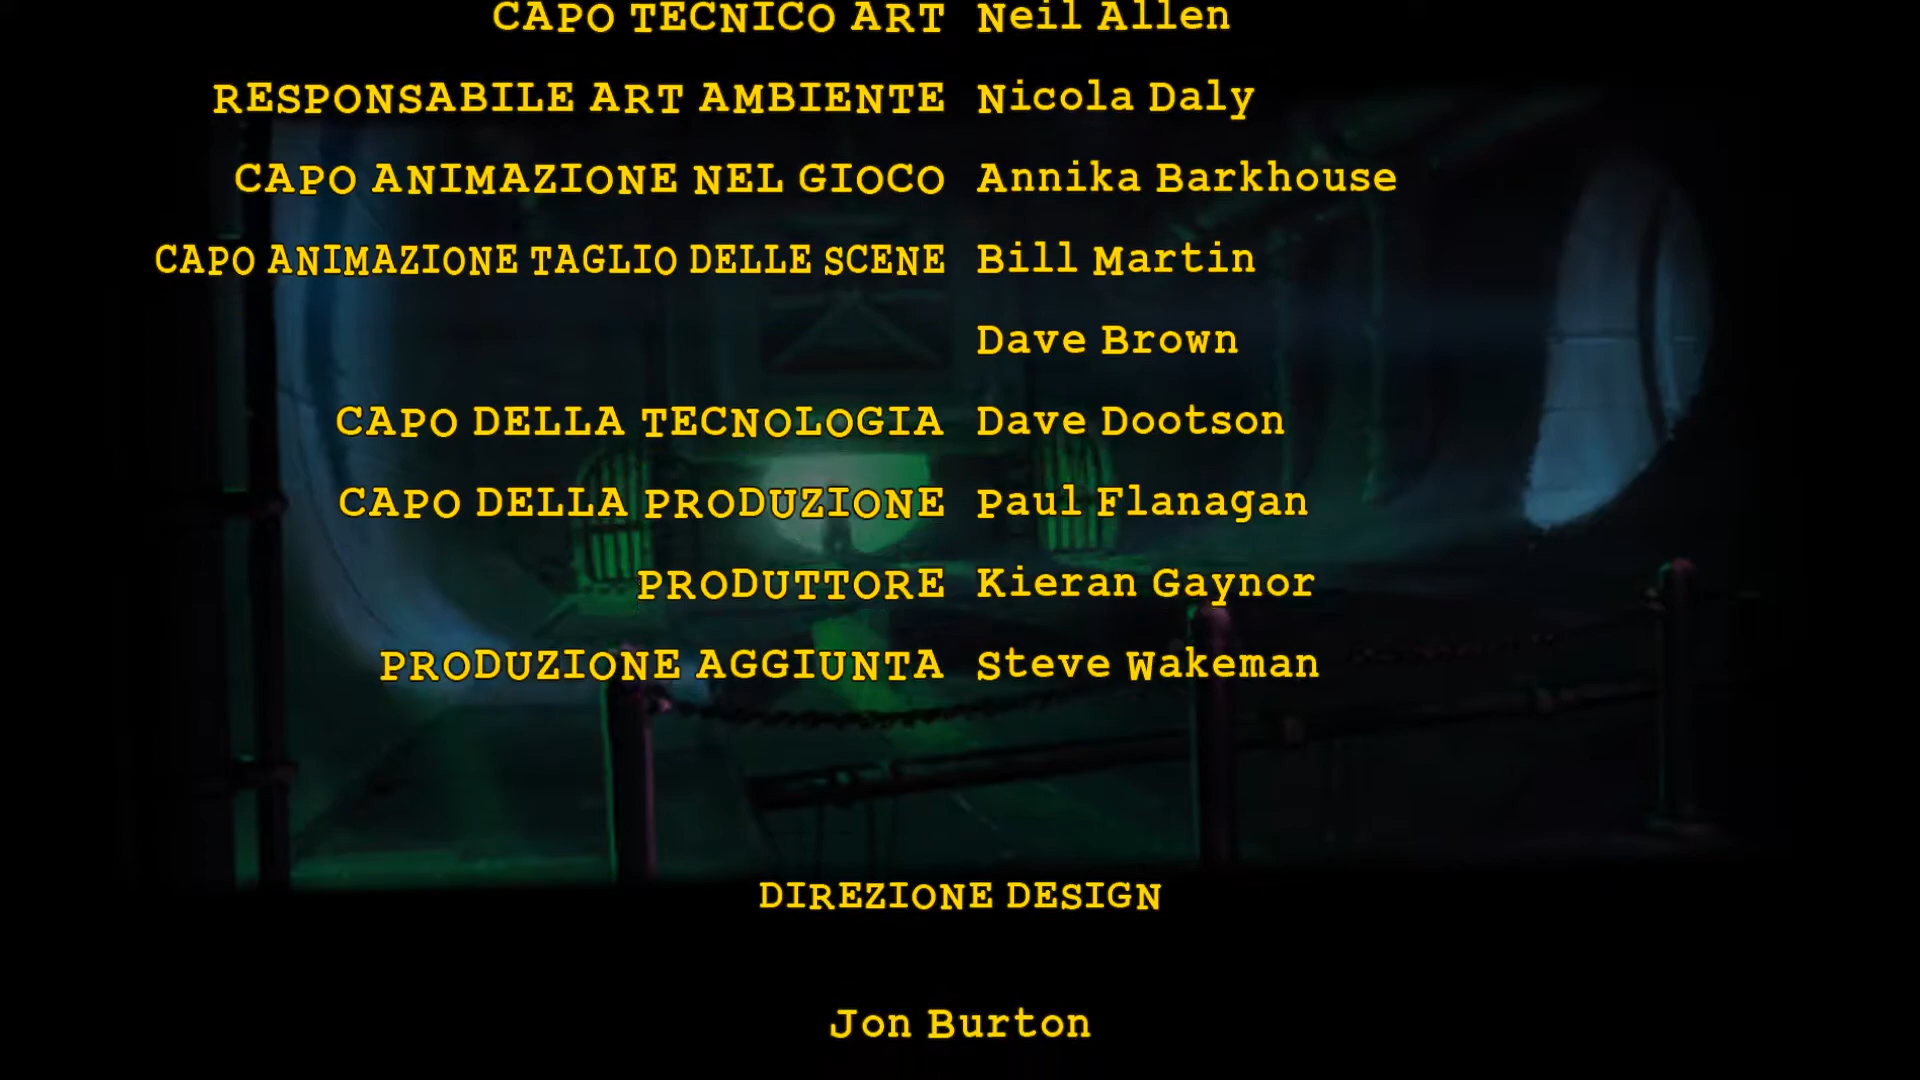 CAPO TECNICO ART Neil Allen
RESPONSABILE ART AMBIENTE Nicola Daly
CAPO ANIMAZIONE NEL GIOCO Annika Barkhouse
CAPO ANIMAZIONE TAGLIO DELLE SCENE Bill Martin
Dave Brown
CAPO DELLA TECNOLOGIA Dave Dootson
CAPO DELLA PRODUZIONE Paul Flanagan
PRODUTTORE Kieran Gaynor
PRODUZIONE AGGIUNTA Steve Wakeman
DIREZIONE DESIGN
Jon Burton